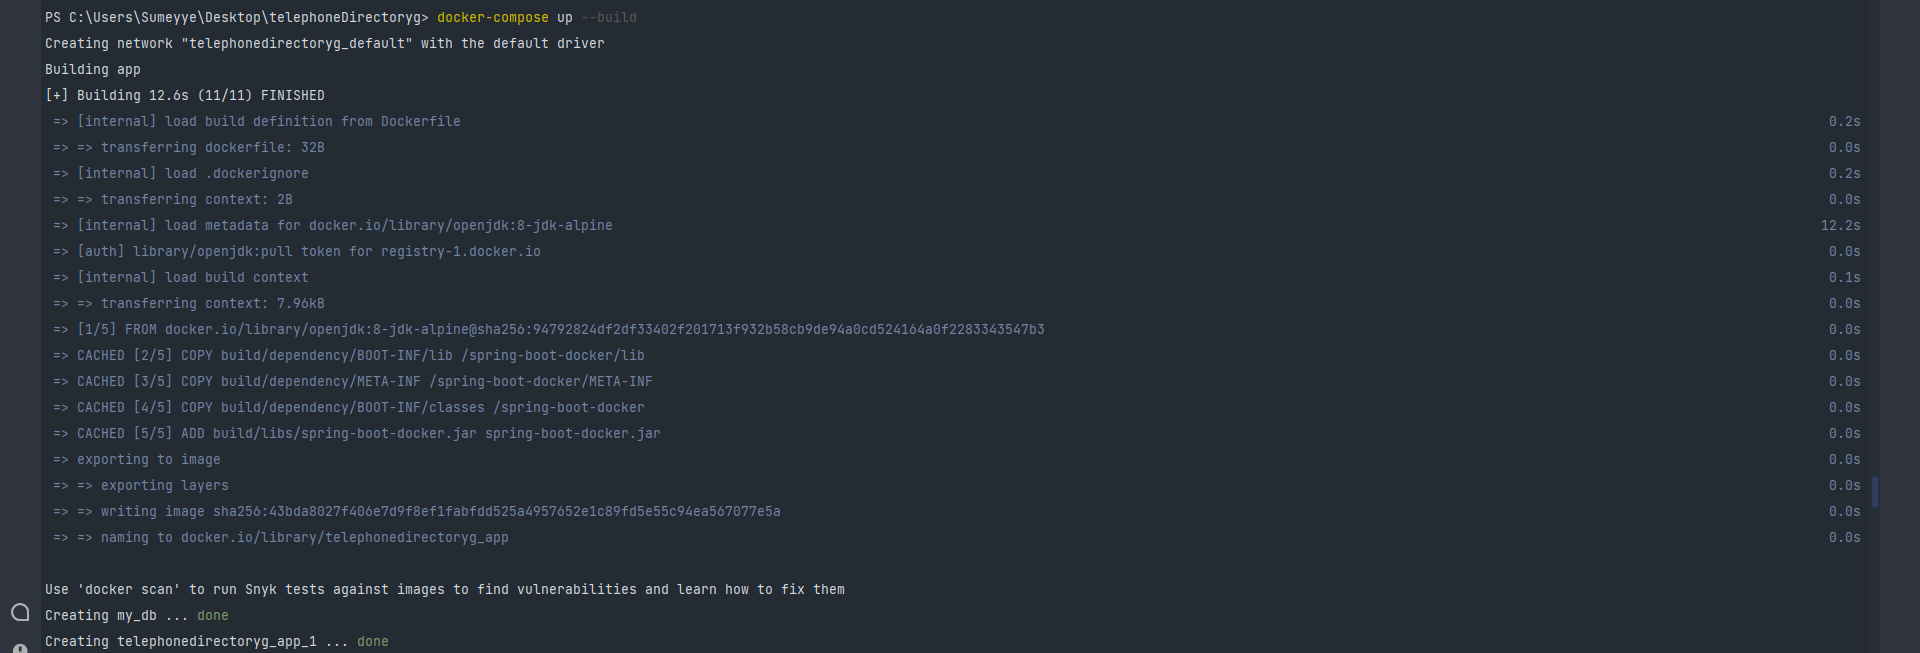 PS C:\Users\Sumeyye\Desktop\telephoneDirectoryg> docker-compose up --build
Creating network "telephonedirectoryg_default" with the default driver
Building app
[+] Building 12.6s (11/11) FINISHED
=> [internal] load build definition from Dockerfile 0.2s
=> => transferring dockerfile: 32B 0.0s
=> [internal] load .dockerignore 0.2s
=> => transferring context: 2B 0.0s
=> [internal] load metadata for docker.io/library/openjdk:8-jdk-alpine 12.2s
=> [auth] library/openjdk:pull token for registry-1.docker.io 0.0s
=> [internal] load build context 0.1s
=> => transferring context: 7.96kB 0.0s
=> [1/5] FROM docker.io/library/openjdk:8-jdk-alpine@sha256:94792824df2df33402f201713f932b58cb9de94a0cd524164a0f2283343547b3 0.0s
=> CACHED [2/5] COPY build/dependency/BOOT-INF/lib /spring-boot-docker/lib 0.0s
=> CACHED [3/5] COPY build/dependency/META-INF /spring-boot-docker/META-INF 0.0s
=> CACHED [4/5] COPY build/dependency/BOOT-INF/classes /spring-boot-docker 0.0s
=> CACHED [5/5] ADD build/libs/spring-boot-docker.jar spring-boot-docker.jar 0.0s
=> exporting to image 0.0s
=> => exporting layers 0.0s
=> => writing image sha256:43bda8027f406e7d9f8ef1fabfdd525a4957652e1c89fd5e55c94ea567077e5a 0.0s
=> => naming to docker.io/library/telephonedirectoryg_app 0.0s
Use 'docker scan' to run Snyk tests against images to find vulnerabilities and learn how to fix them
Creating my_db ... done
Creating telephonedirectoryg_app_1 ... done